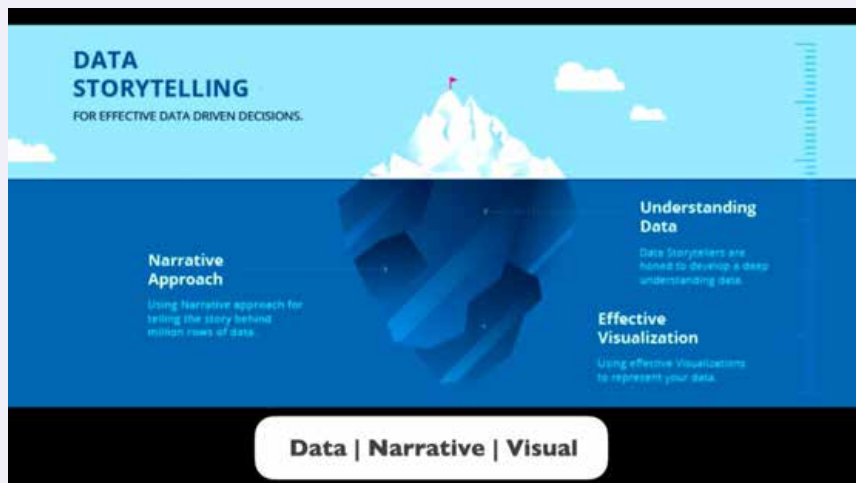 DATA
STORYTELLING
FOR EFFECTIVE DATA DRIVEN DECISIONS.
Understanding
Data
Data Storytellers are
honed to develop a deep
understanding data.
Narrative
Approach
Using Narrative approach for
telling the story behind
million rows of data.
Effective
Visualization
Using effective Visualizations
to represent your data.
Data | Narrative | Visual